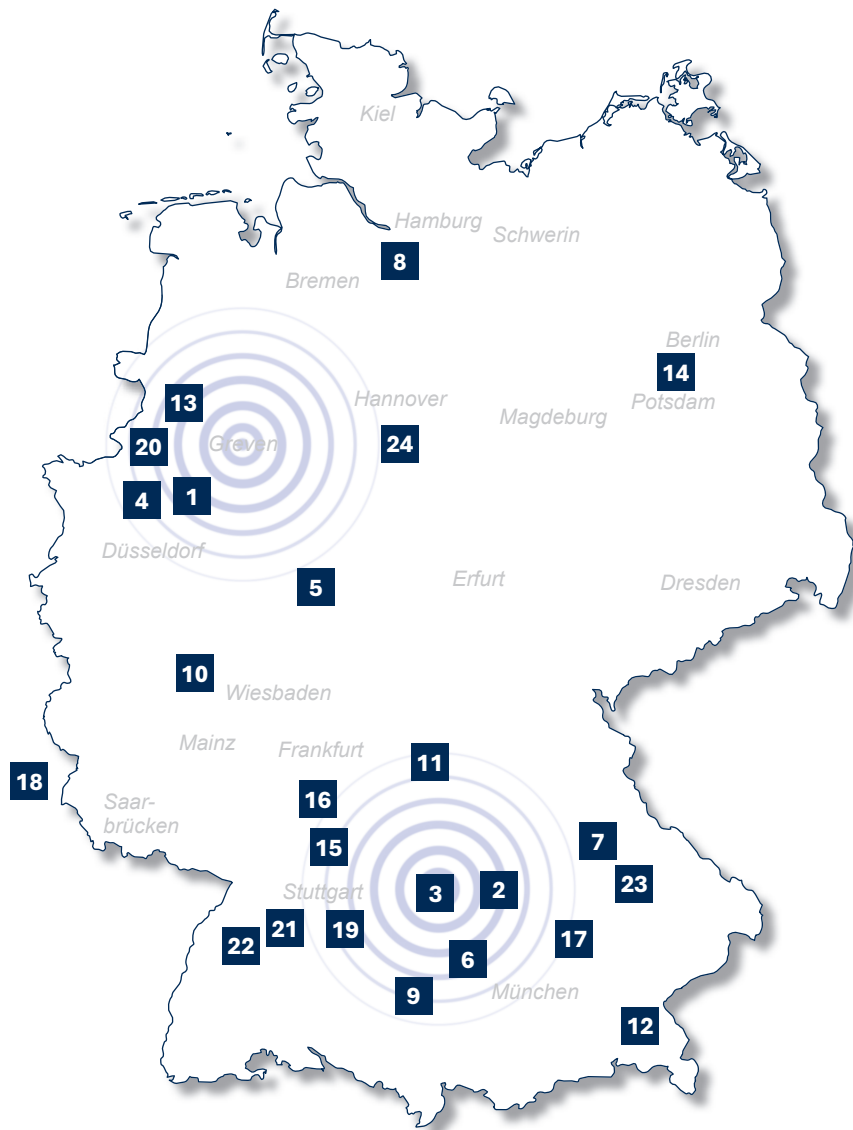 Kiel
Hamburg
Schwerin
8
Bremen
Berlin
14
Potsdam
13
Hannover
Magdeburg
20
Greven
24
4
1
Düsseldorf
5
Erfurt
Dresden
10
Wiesbaden
Mainz
Frankfurt
11
18
16
Saar-
brücken
15
7
Stuttgart
3
2
23
22
21
19
6
17
9
München
12